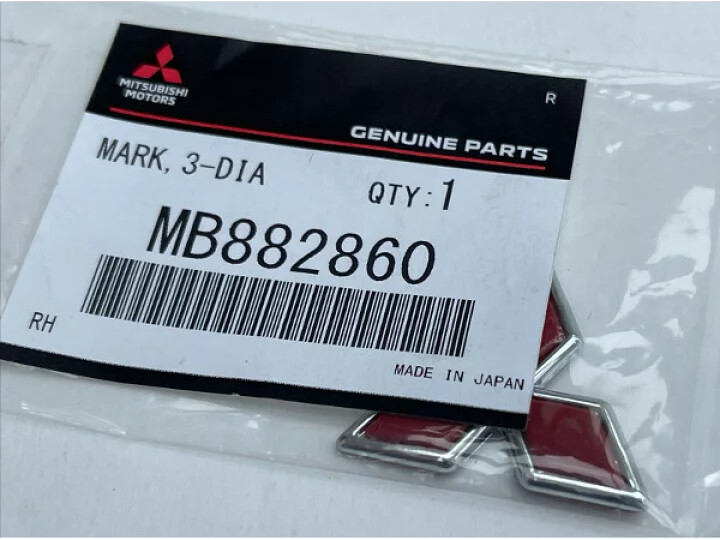 MITSUBISHI
MOTORS
R
GENUINE PARTS
MARK, 3-DIA
QTY:1
MB882860
RH
MADE IN JAPAN